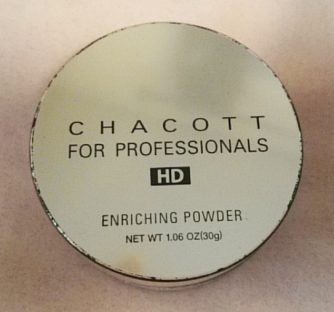 CHACOTT
FOR PROFESSIONALS
HD
ENRICHING POWDER
NET WT 1.06 OZ(30g)